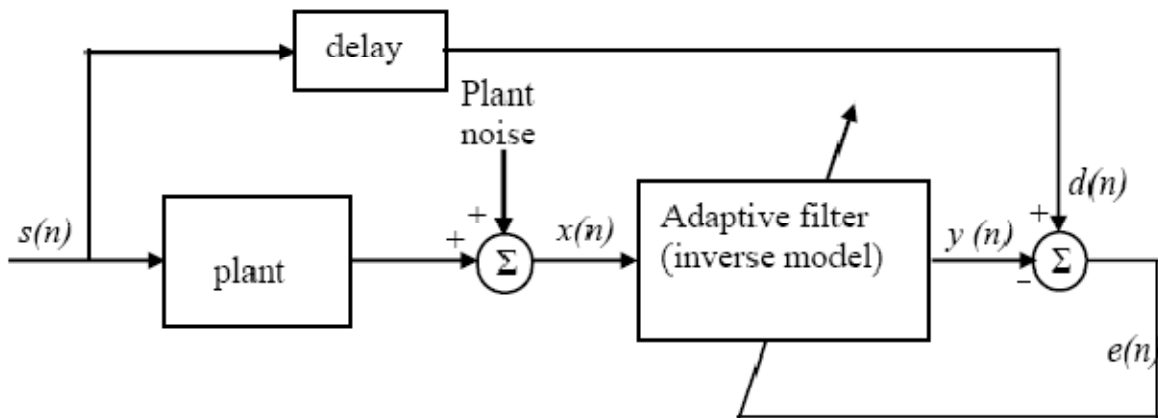 delay
Plant
noise
s(n)
plant
+
+
Σ
x(n)
Adaptive filter
(inverse model)
y (n)
d(n)
+
−
Σ
e(n)